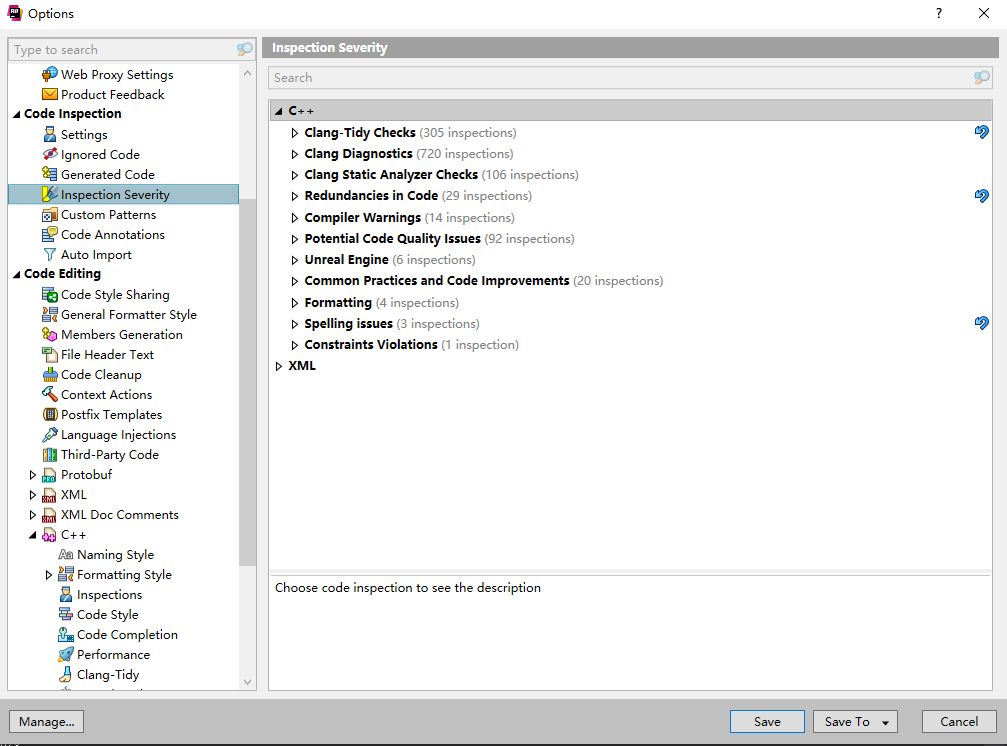 Options
?
Type to search
Web Proxy Settings
Product Feedback
Code Inspection
Settings
Ignored Code
Generated Code
Inspection Severity
Custom Patterns
Code Annotations
Auto Import
Code Editing
Code Style Sharing
General Formatter Style
Members Generation
File Header Text
Code Cleanup
Context Actions
Postfix Templates
Language Injections
Third-Party Code
Protobuf
XML
XML Doc Comments
C++
Naming Style
Formatting Style
Inspections
Code Style
Code Completion
Performance
Clang-Tidy
Inspection Severity
Search
C++
Clang-Tidy Checks (305 inspections)
Clang Diagnostics (720 inspections)
Clang Static Analyzer Checks (106 inspections)
Redundancies in Code (29 inspections)
Compiler Warnings (14 inspections)
Potential Code Quality Issues (92 inspections)
Unreal Engine (6 inspections)
Common Practices and Code Improvements (20 inspections)
Formatting (4 inspections)
Spelling issues (3 inspections)
Constraints Violations (1 inspection)
XML
Choose code inspection to see the description
Manage...
Save
Save To
Cancel